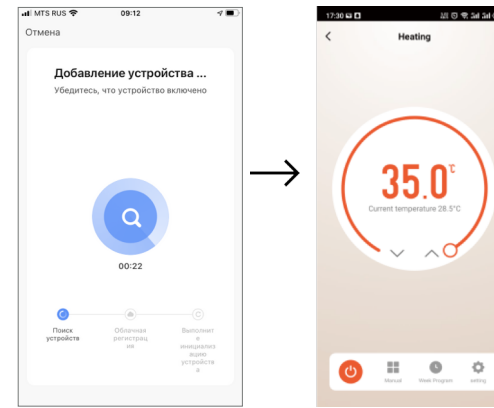 MTS RUS
09:12
Отмена
Добавление устройства ...
Убедитесь, что устройство включено
00:22
Поиск
устройств
Облачная
регистрац
ия
Выполнит
е
инициализ
ацию
устройств
а
17:30
Heating
35.0℃
Current temperature 28.5°C
Manual
Week Program
setting